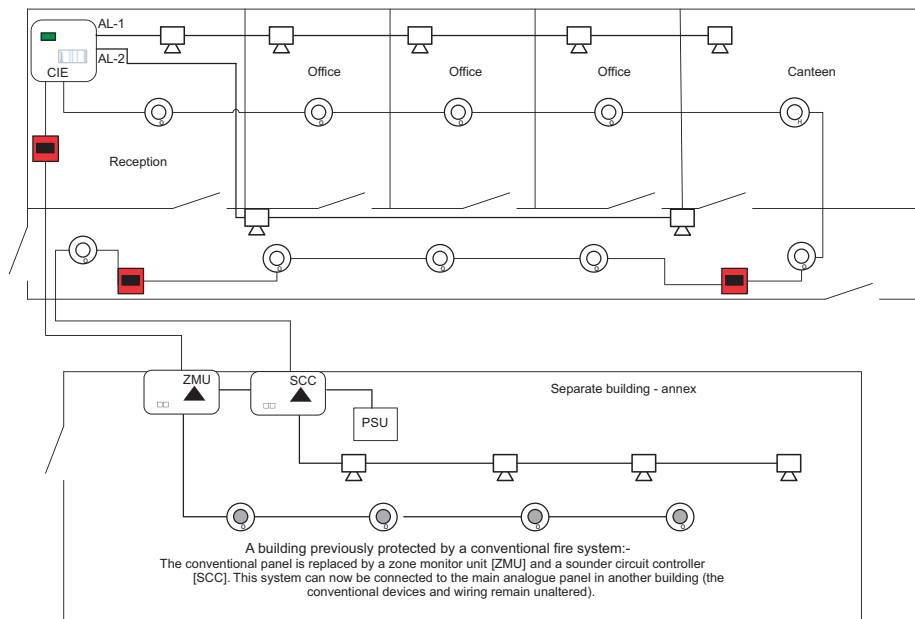 AL-1
AL-2
CIE
Office
Office
Office
Canteen
O
O
O
O
H
Reception
O
O
O
O
O
ZMU
SCC
PSU
Separate building - annex
O
O
O
O
A building previously protected by a conventional fire system:-
The conventional panel is replaced by a zone monitor unit [ZMU] and a sounder circuit controller
[SCC]. This system can now be connected to the main analogue panel in another building (the
conventional devices and wiring remain unaltered).